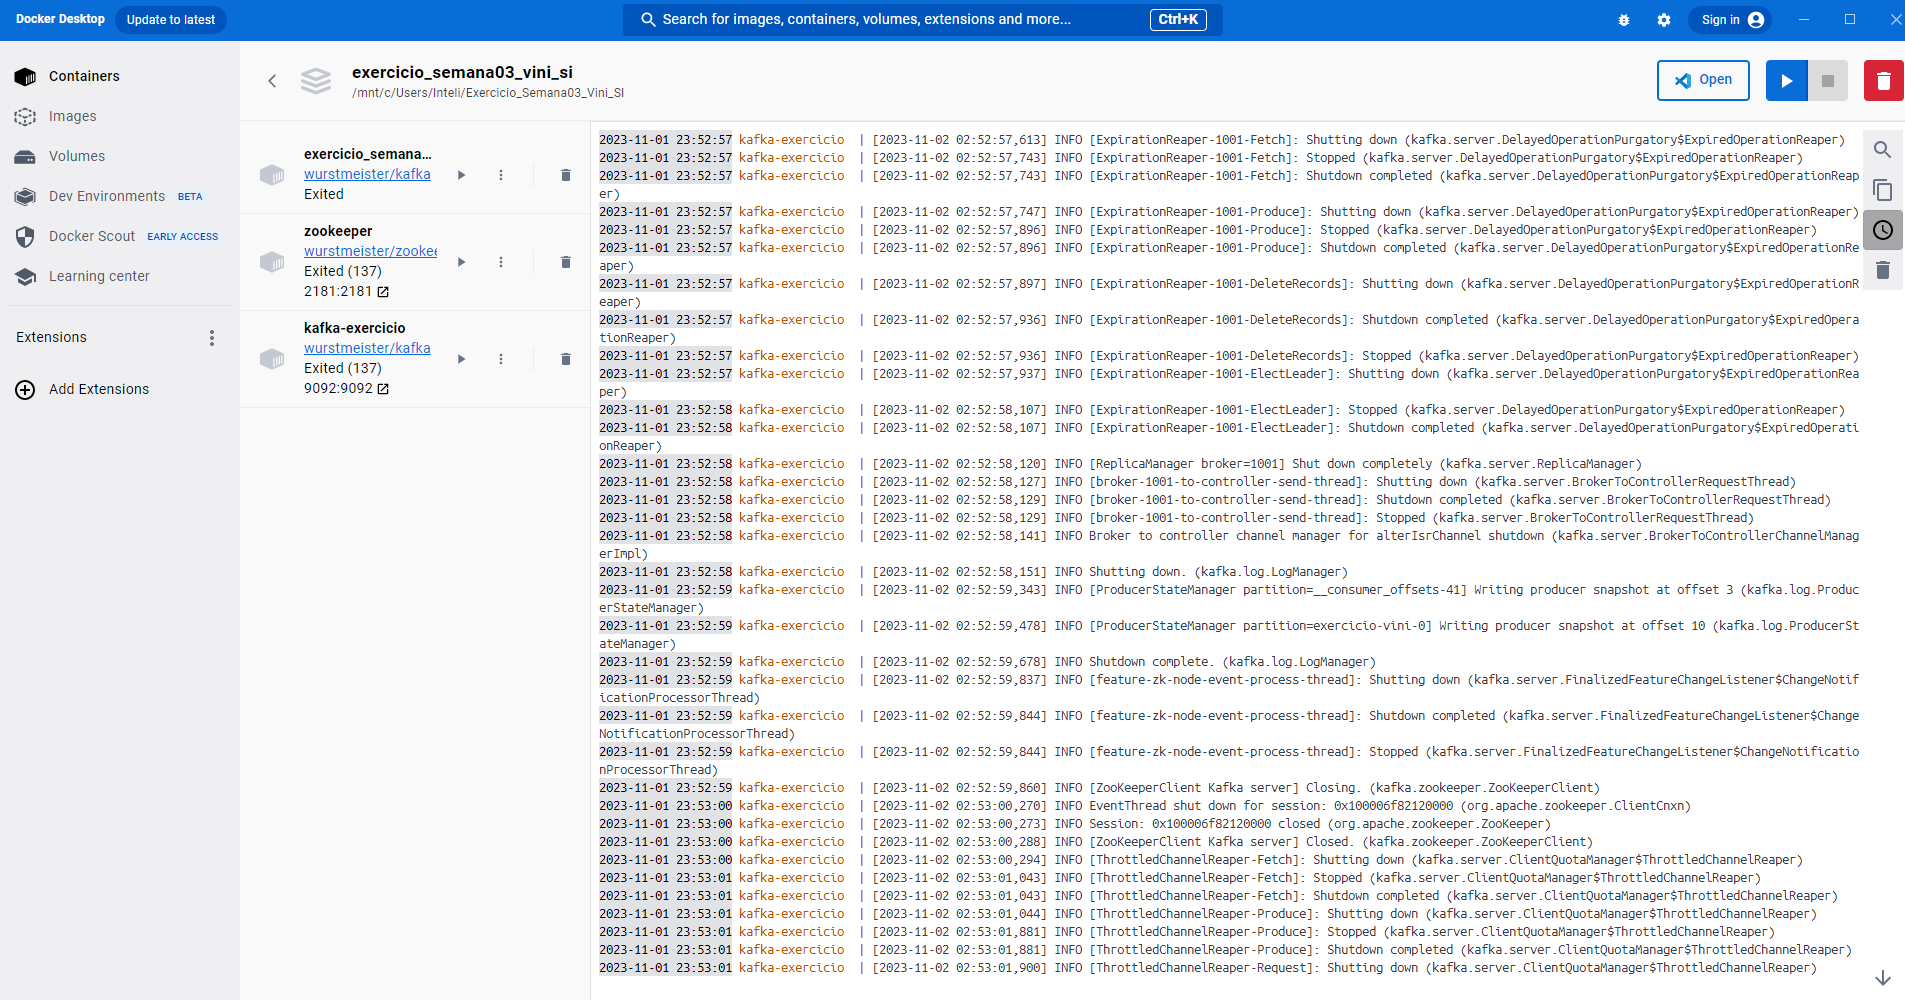 Docker Desktop
Update to latest
Search for images, containers, volumes, extensions and more...
Ctrl+K
Sign in
Containers
Images
Volumes
Dev Environments BETA
Docker Scout EARLY ACCESS
Learning center
Extensions
Add Extensions
exercicio_semana03_vini_si
/mnt/c/Users/Inteli/Exercicio_Semana03_Vini_SI
Open
exercicio_semana...
wurstmeister/kafka
Exited
zookeeper
wurstmeister/zookee
Exited (137)
2181:2181
kafka-exercicio
wurstmeister/kafka
Exited (137)
9092:9092
2023-11-01 23:52:57 kafka-exercicio | [2023-11-02 02:52:57,613] INFO [ExpirationReaper-1001-Fetch]: Shutting down (kafka.server.DelayedOperationPurgatory$ExpiredOperationReaper)
2023-11-01 23:52:57 kafka-exercicio | [2023-11-02 02:52:57,743] INFO [ExpirationReaper-1001-Fetch]: Stopped (kafka.server.DelayedOperationPurgatory$ExpiredOperationReaper)
2023-11-01 23:52:57 kafka-exercicio | [2023-11-02 02:52:57,743] INFO [ExpirationReaper-1001-Fetch]: Shutdown completed (kafka.server.DelayedOperationPurgatory$ExpiredOperationReap
er)
2023-11-01 23:52:57 kafka-exercicio | [2023-11-02 02:52:57,747] INFO [ExpirationReaper-1001-Produce]: Shutting down (kafka.server.DelayedOperationPurgatory$ExpiredOperationReaper)
2023-11-01 23:52:57 kafka-exercicio | [2023-11-02 02:52:57,896] INFO [ExpirationReaper-1001-Produce]: Stopped (kafka.server.DelayedOperationPurgatory$ExpiredOperationReaper)
2023-11-01 23:52:57 kafka-exercicio | [2023-11-02 02:52:57,896] INFO [ExpirationReaper-1001-Produce]: Shutdown completed (kafka.server.DelayedOperationPurgatory$ExpiredOperationRe
aper)
2023-11-01 23:52:57 kafka-exercicio | [2023-11-02 02:52:57,897] INFO [ExpirationReaper-1001-DeleteRecords]: Shutting down (kafka.server.DelayedOperationPurgatory$ExpiredOperationR
eaper)
2023-11-01 23:52:57 kafka-exercicio | [2023-11-02 02:52:57,936] INFO [ExpirationReaper-1001-DeleteRecords]: Shutdown completed (kafka.server.DelayedOperationPurgatory$ExpiredOpera
tionReaper)
2023-11-01 23:52:57 kafka-exercicio | [2023-11-02 02:52:57,936] INFO [ExpirationReaper-1001-DeleteRecords]: Stopped (kafka.server.DelayedOperationPurgatory$ExpiredOperationReaper)
2023-11-01 23:52:57 kafka-exercicio | [2023-11-02 02:52:57,937] INFO [ExpirationReaper-1001-ElectLeader]: Shutting down (kafka.server.DelayedOperationPurgatory$ExpiredOperationRea
per)
2023-11-01 23:52:58 kafka-exercicio | [2023-11-02 02:52:58,107] INFO [ExpirationReaper-1001-ElectLeader]: Stopped (kafka.server.DelayedOperationPurgatory$ExpiredOperationReaper)
2023-11-01 23:52:58 kafka-exercicio | [2023-11-02 02:52:58,107] INFO [ExpirationReaper-1001-ElectLeader]: Shutdown completed (kafka.server.DelayedOperationPurgatory$ExpiredOperati
onReaper)
2023-11-01 23:52:58 kafka-exercicio | [2023-11-02 02:52:58,120] INFO [ReplicaManager broker=1001] Shut down completely (kafka.server.ReplicaManager)
2023-11-01 23:52:58 kafka-exercicio | [2023-11-02 02:52:58,127] INFO [broker-1001-to-controller-send-thread]: Shutting down (kafka.server.BrokerToControllerRequestThread)
2023-11-01 23:52:58 kafka-exercicio | [2023-11-02 02:52:58,129] INFO [broker-1001-to-controller-send-thread]: Shutdown completed (kafka.server.BrokerToControllerRequestThread)
2023-11-01 23:52:58 kafka-exercicio | [2023-11-02 02:52:58,129] INFO [broker-1001-to-controller-send-thread]: Stopped (kafka.server.BrokerToControllerRequestThread)
2023-11-01 23:52:58 kafka-exercicio | [2023-11-02 02:52:58,141] INFO Broker to controller channel manager for alterIsrChannel shutdown (kafka.server.BrokerToControllerChannelManag
erImpl)
2023-11-01 23:52:58 kafka-exercicio | [2023-11-02 02:52:58,151] INFO Shutting down. (kafka.log.LogManager)
2023-11-01 23:52:59 kafka-exercicio | [2023-11-02 02:52:59,343] INFO [ProducerStateManager partition=__consumer_offsets-41] Writing producer snapshot at offset 3 (kafka.log.Produc
erStateManager)
2023-11-01 23:52:59 kafka-exercicio | [2023-11-02 02:52:59,478] INFO [ProducerStateManager partition=exercicio-vini-0] Writing producer snapshot at offset 10 (kafka.log.ProducerSt
ateManager)
2023-11-01 23:52:59 kafka-exercicio | [2023-11-02 02:52:59,678] INFO Shutdown complete. (kafka.log.LogManager)
2023-11-01 23:52:59 kafka-exercicio | [2023-11-02 02:52:59,837] INFO [feature-zk-node-event-process-thread]: Shutting down (kafka.server.FinalizedFeatureChangeListener$ChangeNotif
icationProcessorThread)
2023-11-01 23:52:59 kafka-exercicio | [2023-11-02 02:52:59,844] INFO [feature-zk-node-event-process-thread]: Shutdown completed (kafka.server.FinalizedFeatureChangeListener$Change
NotificationProcessorThread)
2023-11-01 23:52:59 kafka-exercicio | [2023-11-02 02:52:59,844] INFO [feature-zk-node-event-process-thread]: Stopped (kafka.server.FinalizedFeatureChangeListener$ChangeNotificatio
nProcessorThread)
2023-11-01 23:52:59 kafka-exercicio | [2023-11-02 02:52:59,860] INFO [ZooKeeperClient Kafka server] Closing. (kafka.zookeeper.ZooKeeperClient)
2023-11-01 23:53:00 kafka-exercicio | [2023-11-02 02:53:00,270] INFO EventThread shut down for session: 0x100006f82120000 (org.apache.zookeeper.ClientCnxn)
2023-11-01 23:53:00 kafka-exercicio | [2023-11-02 02:53:00,273] INFO Session: 0x100006f82120000 closed (org.apache.zookeeper.ZooKeeper)
2023-11-01 23:53:00 kafka-exercicio | [2023-11-02 02:53:00,288] INFO [ZooKeeperClient Kafka server] Closed. (kafka.zookeeper.ZooKeeperClient)
2023-11-01 23:53:00 kafka-exercicio | [2023-11-02 02:53:00,294] INFO [ThrottledChannelReaper-Fetch]: Shutting down (kafka.server.ClientQuotaManager$ThrottledChannelReaper)
2023-11-01 23:53:01 kafka-exercicio | [2023-11-02 02:53:01,043] INFO [ThrottledChannelReaper-Fetch]: Stopped (kafka.server.ClientQuotaManager$ThrottledChannelReaper)
2023-11-01 23:53:01 kafka-exercicio | [2023-11-02 02:53:01,043] INFO [ThrottledChannelReaper-Fetch]: Shutdown completed (kafka.server.ClientQuotaManager$ThrottledChannelReaper)
2023-11-01 23:53:01 kafka-exercicio | [2023-11-02 02:53:01,044] INFO [ThrottledChannelReaper-Produce]: Shutting down (kafka.server.ClientQuotaManager$ThrottledChannelReaper)
2023-11-01 23:53:01 kafka-exercicio | [2023-11-02 02:53:01,881] INFO [ThrottledChannelReaper-Produce]: Stopped (kafka.server.ClientQuotaManager$ThrottledChannelReaper)
2023-11-01 23:53:01 kafka-exercicio | [2023-11-02 02:53:01,881] INFO [ThrottledChannelReaper-Produce]: Shutdown completed (kafka.server.ClientQuotaManager$ThrottledChannelReaper)
2023-11-01 23:53:01 kafka-exercicio | [2023-11-02 02:53:01,900] INFO [ThrottledChannelReaper-Request]: Shutting down (kafka.server.ClientQuotaManager$ThrottledChannelReaper)